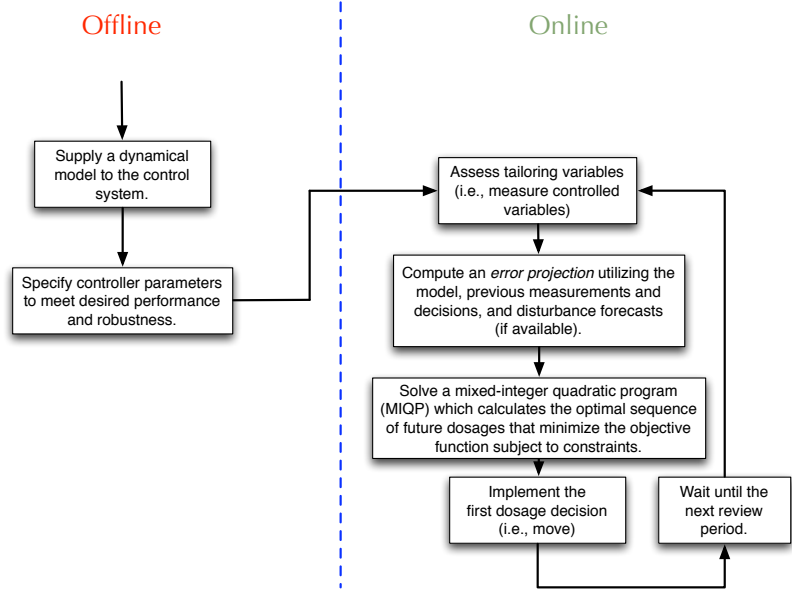 Offline
Supply a dynamical
model to the control
system.
Specify controller parameters
to meet desired performance
and robustness.
Online
Assess tailoring variables
(i.e., measure controlled
variables)
Compute an error projection utilizing the
model, previous measurements and
decisions, and disturbance forecasts
(if available).
Solve a mixed-integer quadratic program
(MIQP) which calculates the optimal sequence
of future dosages that minimize the objective
function subject to constraints.
Implement the
first dosage decision
(i.e., move)
Wait until the
next review
period.